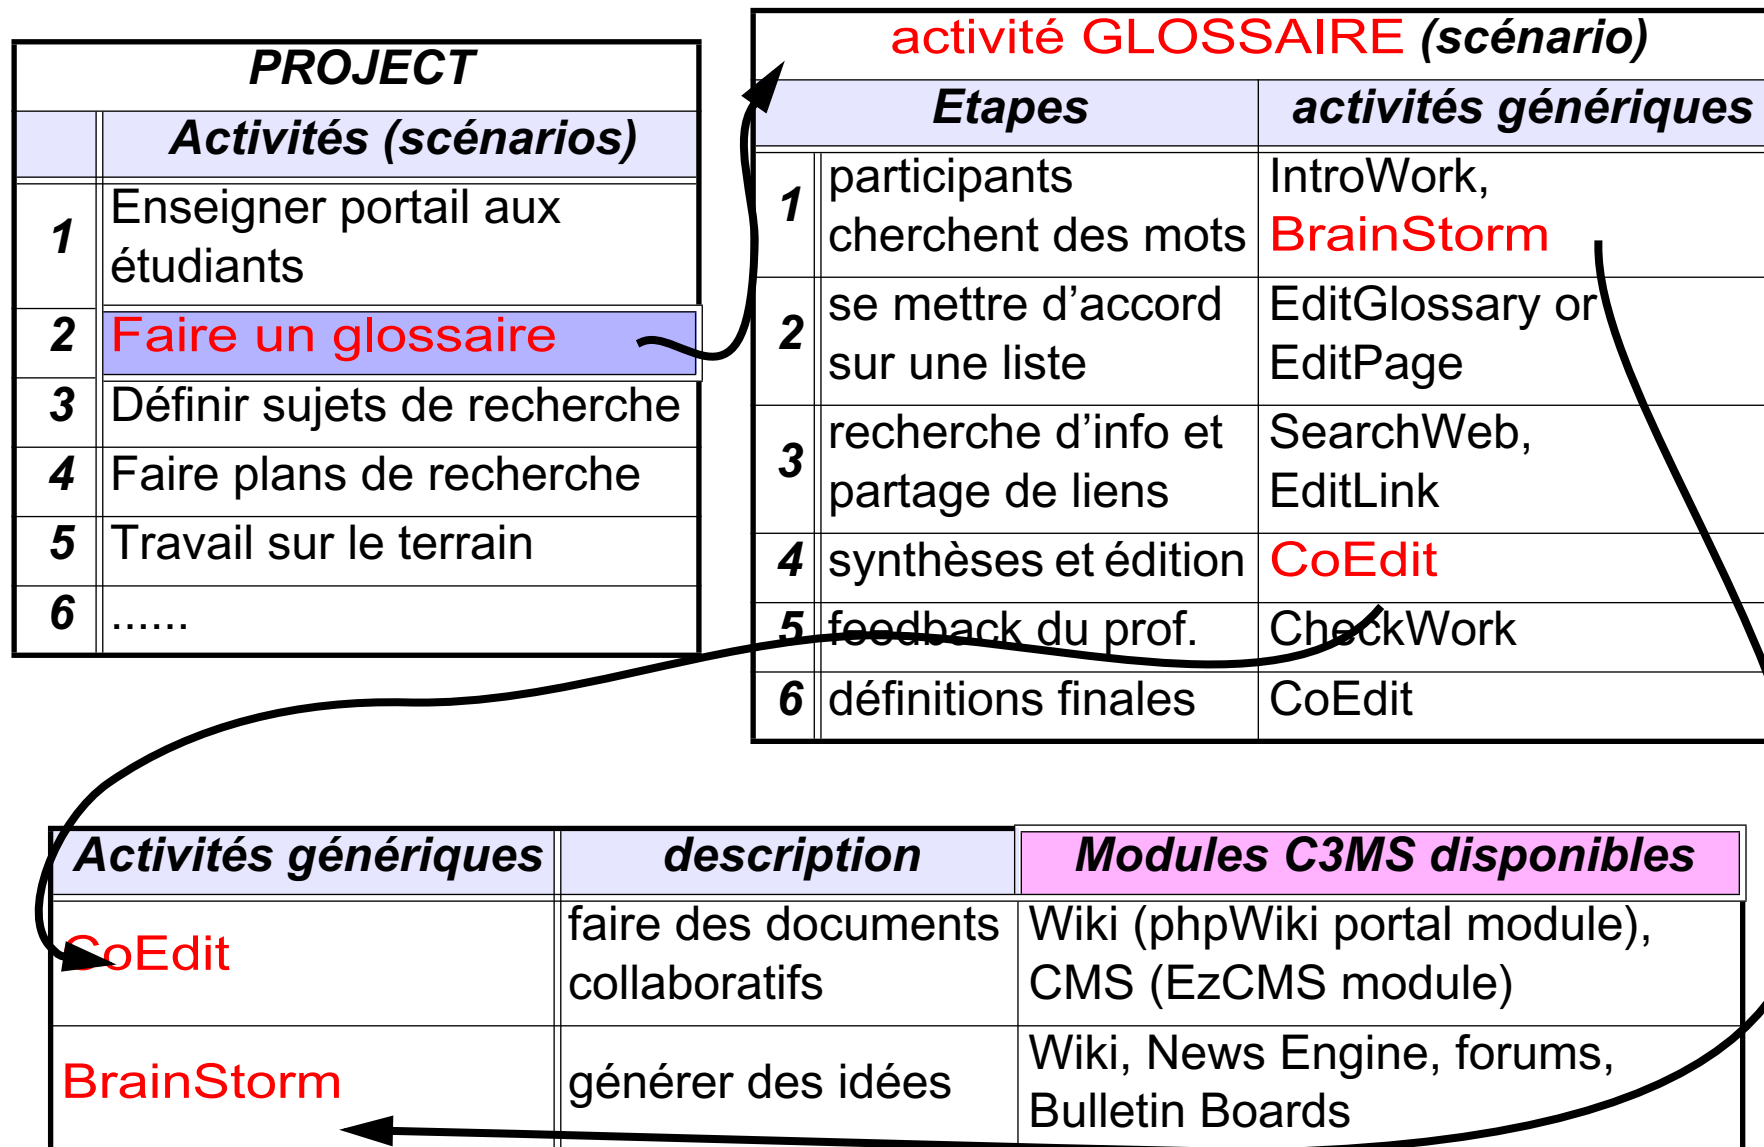 PROJECT
Activités (scénarios)
1 Enseigner portail aux
étudiants
2 Faire un glossaire
3 Définir sujets de recherche
4 Faire plans de recherche
5 Travail sur le terrain
6 ......
activité GLOSSAIRE (scénario)
Etapes activités génériques
1 participants IntroWork,
cherchent des mots BrainStorm
2 se mettre d’accord EditGlossary or
sur une liste EditPage
3 recherche d’info et SearchWeb,
partage de liens EditLink
4 synthèses et édition CoEdit
5 feedback du prof. CheckWork
6 définitions finales CoEdit
Activités génériques description Modules C3MS disponibles
CoEdit faire des documents Wiki (phpWiki portal module),
collaboratifs CMS (EzCMS module)
BrainStorm générer des idées Wiki, News Engine, forums,
Bulletin Boards